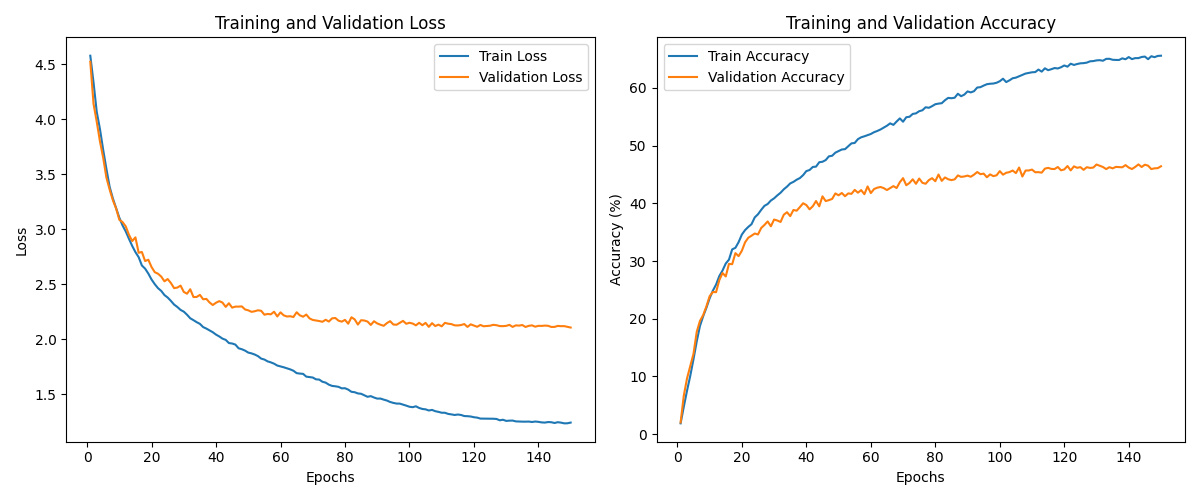 Training and Validation Loss
Train Loss
Validation Loss
4.5
4.0
3.5
3.0
2.5
2.0
1.5
Loss
0 20 40 60 80 100 120 140
Epochs
Training and Validation Accuracy
Train Accuracy
Validation Accuracy
60
50
40
30
20
10
0
Accuracy (%)
0 20 40 60 80 100 120 140
Epochs